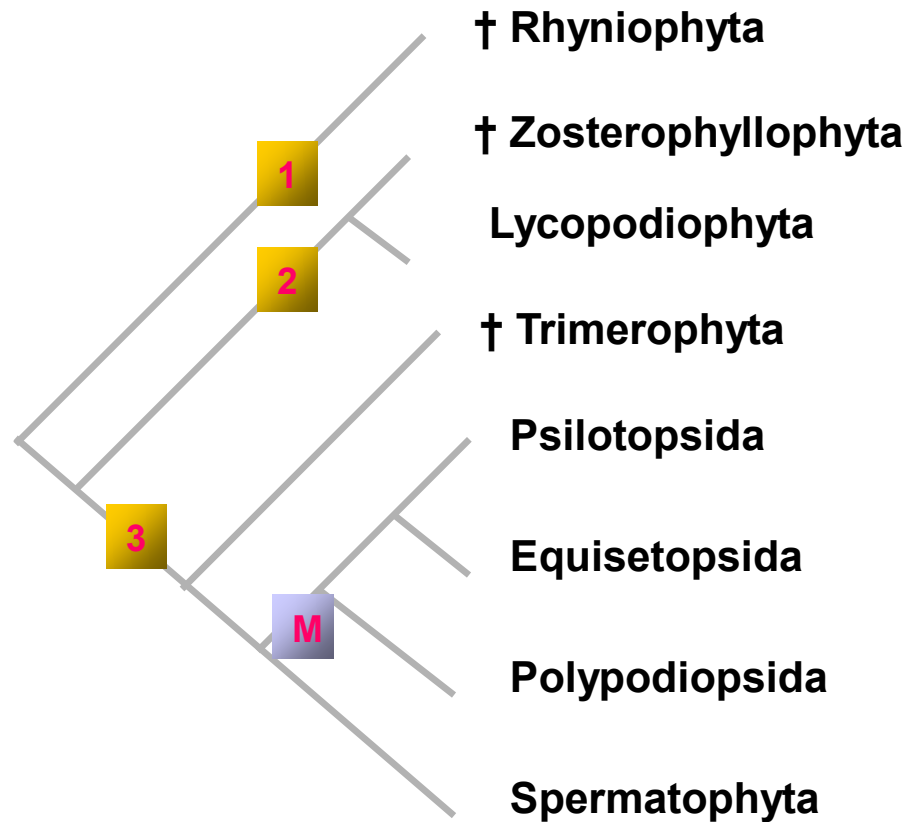 † Rhyniophyta
† Zosterophyllophyta
1
Lycopodiophyta
2
† Trimerophyta
Psilotopsida
3
Equisetopsida
M
Polypodiopsida
Spermatophyta